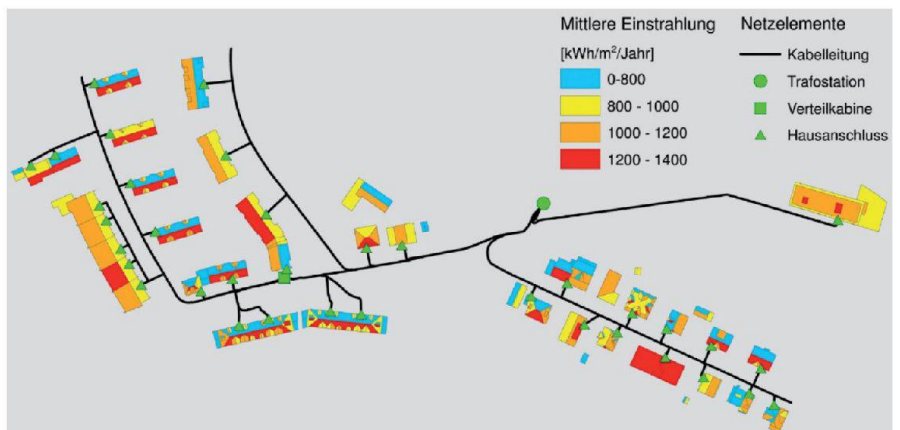 Mittlere Einstrahlung
[kWh/m²/Jahr]
0-800
800 - 1000
1000 - 1200
1200 - 1400
Netzelemente
Kabelleitung
Trafostation
Verteilkabine
Hausanschluss